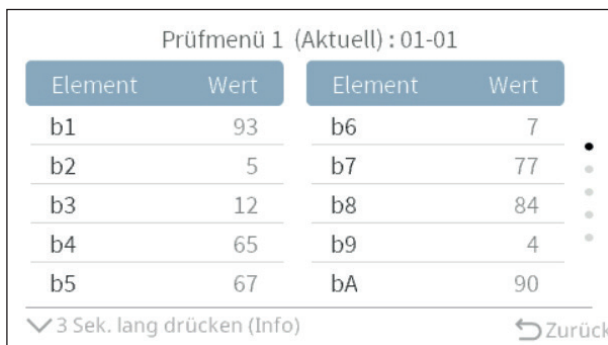 Prüfmenü 1 (Aktuell) : 01-01
Element Wert Element Wert
b1 93 b6 7
b2 5 b7 77
b3 12 b8 84
b4 65 b9 4
b5 67 bA 90
3 Sek. lang drücken (Info) Zurück